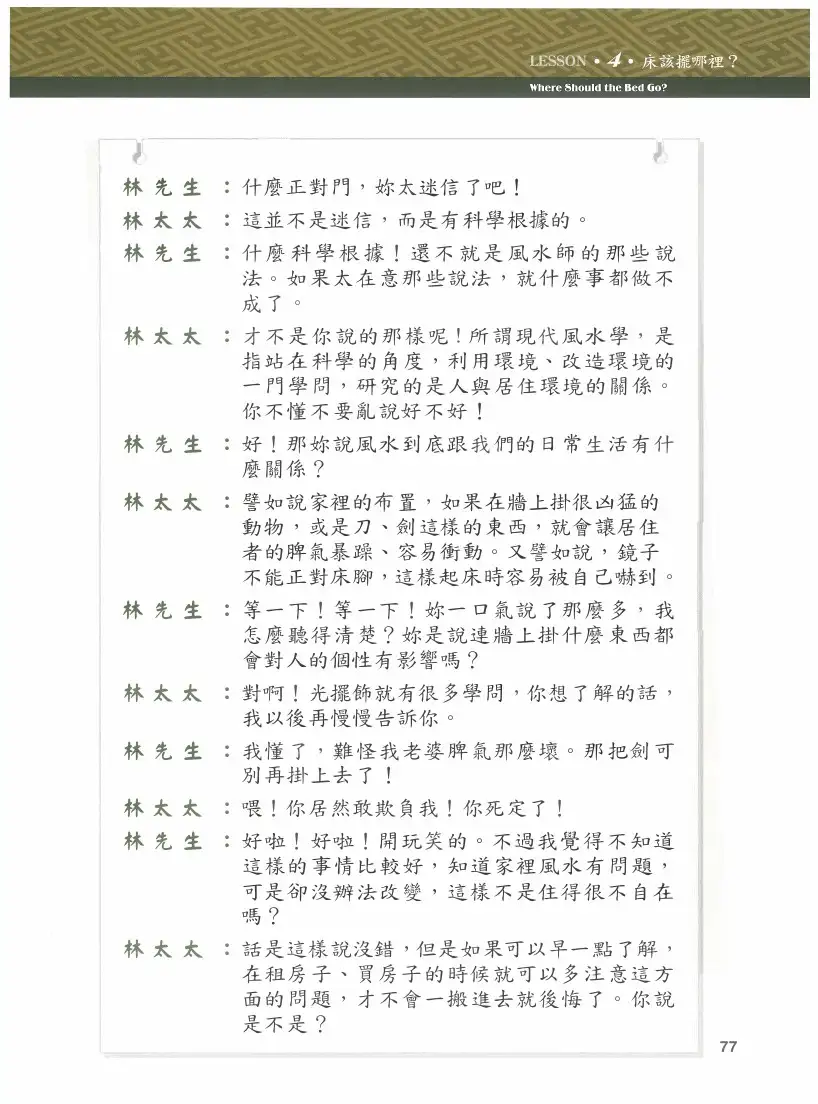 LESSON • 4 • 床該擺哪裡？
Where Should the Bed Go?
林先生：什麼正對門，妳太迷信了吧！
林太太：這並不是迷信，而是有科學根據的。
林先生：什麼科學根據！還不就是風水師的那些說
法。如果太在意那些說法，就什麼事都做不
成了。
林太太：才不是你說的那樣呢！所謂現代風水學，是
指站在科學的角度，利用環境、改造環境的
一門學問，研究的是人與居住環境的關係。
你不懂不要亂說好不好！
林先生：好！那妳說風水到底跟我們的日常生活有什
麼關係？
林太太：譬如說家裡的布置，如果在牆上掛很凶猛的
動物，或是刀、劍這樣的東西，就會讓居住
者的脾氣暴躁、容易衝動。又譬如說，鏡子
不能正對床腳，這樣起床時容易被自己嚇到。
林先生：等一下！等一下！妳一口氣說了那麼多，我
怎麼聽得清楚？妳是說連牆上掛什麼東西都
會對人的個性有影響嗎？
林太太：對啊！光擺飾就有很多學問，你想了解的話，
我以後再慢慢告訴你。
林先生：我懂了，難怪我老婆脾氣那麼壞。那把劍可
別再掛上去了！
林太太：喂！你居然敢欺負我！你死定了！
林先生：好啦！好啦！開玩笑的。不過我覺得不知道
這樣的事情比較好，知道家裡風水有問題，
可是卻沒辦法改變，這樣不是住得很不自在
嗎？
林太太：話是這樣說沒錯，但是如果可以早一點了解，
在租房子、買房子的時候就可以多注意這方
面的問題，才不會一搬進去就後悔了。你說
是不是？
77